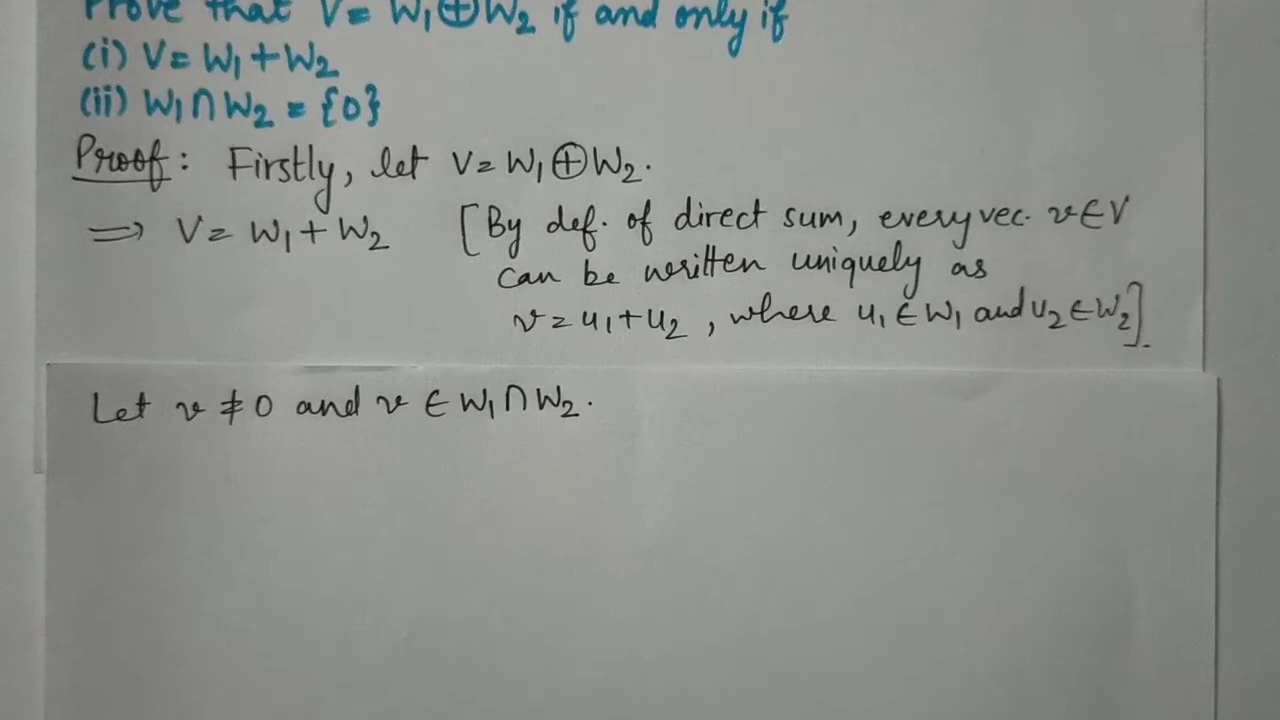 Prove that V = W₁⊕W₂ if and only if
(i) V = W₁ + W₂
(ii) W₁ ∩ W₂ = {0}
Proof: Firstly, let V = W₁⊕W₂.
⟹ V = W₁ + W₂ [By def. of direct sum, every vec. v∈V
can be written uniquely as
v = u₁ + u₂, where u₁ ∈ W₁ and u₂ ∈ W₂].
Let v ≠ 0 and v ∈ W₁ ∩ W₂.